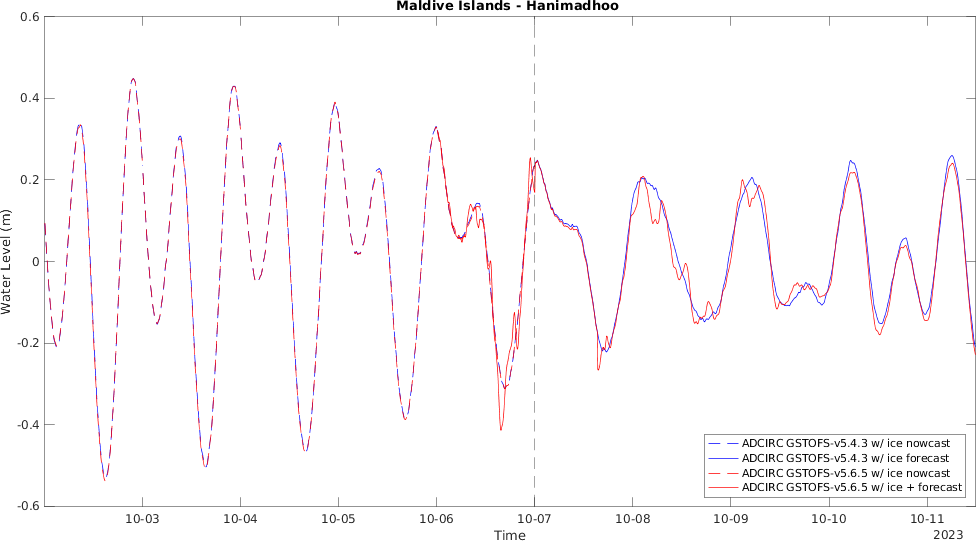 Maldive Islands - Hanimadhoo
0.6
0.4
0.2
0
-0.2
-0.4
-0.6
Water Level (m)
10-03
10-04
10-05
10-06
10-07
10-08
10-09
10-10
10-11
Time
2023
ADCIRC GSTOFS-v5.4.3 w/ ice nowcast
ADCIRC GSTOFS-v5.4.3 w/ ice forecast
ADCIRC GSTOFS-v5.6.5 w/ ice nowcast
ADCIRC GSTOFS-v5.6.5 w/ ice + forecast